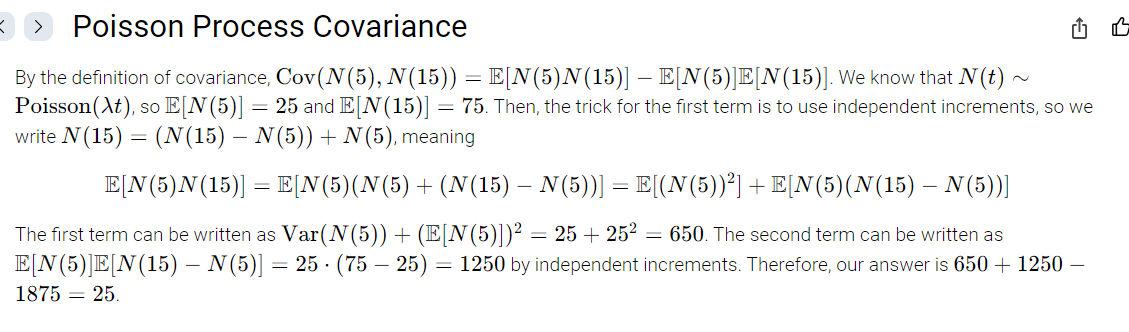 Poisson Process Covariance
By the definition of covariance, Cov(N(5), N(15)) = 𝔼[N(5)N(15)] − 𝔼[N(5)]𝔼[N(15)]. We know that N(t) ∼
Poisson(λt), so 𝔼[N(5)] = 25 and 𝔼[N(15)] = 75. Then, the trick for the first term is to use independent increments, so we
write N(15) = (N(15) − N(5)) + N(5), meaning
𝔼[N(5)N(15)] = 𝔼[N(5)(N(5) + (N(15) − N(5))] = 𝔼[(N(5))²] + 𝔼[N(5)(N(15) − N(5))]
The first term can be written as Var(N(5)) + (𝔼[N(5)])² = 25 + 25² = 650. The second term can be written as
𝔼[N(5)]𝔼[N(15) − N(5)] = 25 · (75 − 25) = 1250 by independent increments. Therefore, our answer is 650 + 1250 −
1875 = 25.